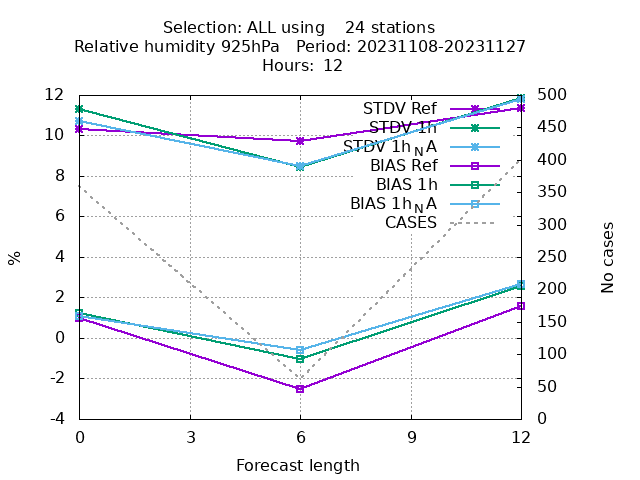 Selection: ALL using 24 stations
Relative humidity 925hPa Period: 20231108-20231127
Hours: 12
12
10
8
6
4
2
0
-2
-4
%
500
450
400
350
300
250
200
150
100
50
0
No cases
STDV Ref
STDV 1h
STDV 1h_N A
BIAS Ref
BIAS 1h
BIAS 1h_N A
CASES
0 3 6 9 12
Forecast length